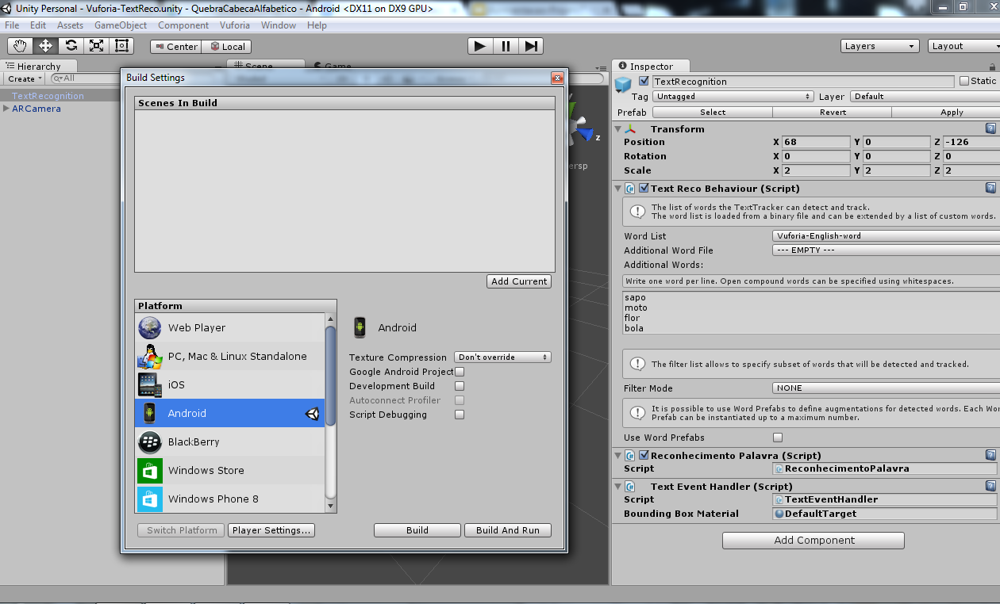 Unity Personal - Vuforia-TextReco.unity - QuebraCabecaAlfabetico - Android <DX11 on DX9 GPU>
File Edit Assets GameObject Component Vuforia Window Help
Center Local
Layers Layout
Hierarchy
Create All
TextRecognition
ARCamera
Scene Game
z
ersp
Build Settings
Scenes In Build
Add Current
Platform
Web Player
PC, Mac & Linux Standalone
iOS
Android
BlackBerry
Windows Store
Windows Phone 8
Android
Texture Compression Don't override
Google Android Project
Development Build
Autoconnect Profiler
Script Debugging
Switch Platform Player Settings... Build Build And Run
Inspector
TextRecognition Static
Tag Untagged Layer Default
Prefab Select Revert Apply
Transform
Position X 68 Y 0 Z -126
Rotation X 0 Y 0 Z 0
Scale X 2 Y 2 Z 2
Text Reco Behaviour (Script)
The list of words the TextTracker can detect and track.
The word list is loaded from a binary file and can be extended by a list of custom words.
Word List Vuforia-English-word
Additional Word File --- EMPTY ---
Additional Words:
Write one word per line. Open compound words can be specified using whitespaces.
sapo
moto
flor
bola
The filter list allows to specify subset of words that will be detected and tracked.
Filter Mode NONE
It is possible to use Word Prefabs to define augmentations for detected words. Each Wor
Prefab can be instantiated up to a maximum number.
Use Word Prefabs
Reconhecimento Palavra (Script)
Script ReconhecimentoPalavra
Text Event Handler (Script)
Script TextEventHandler
Bounding Box Material DefaultTarget
Add Component